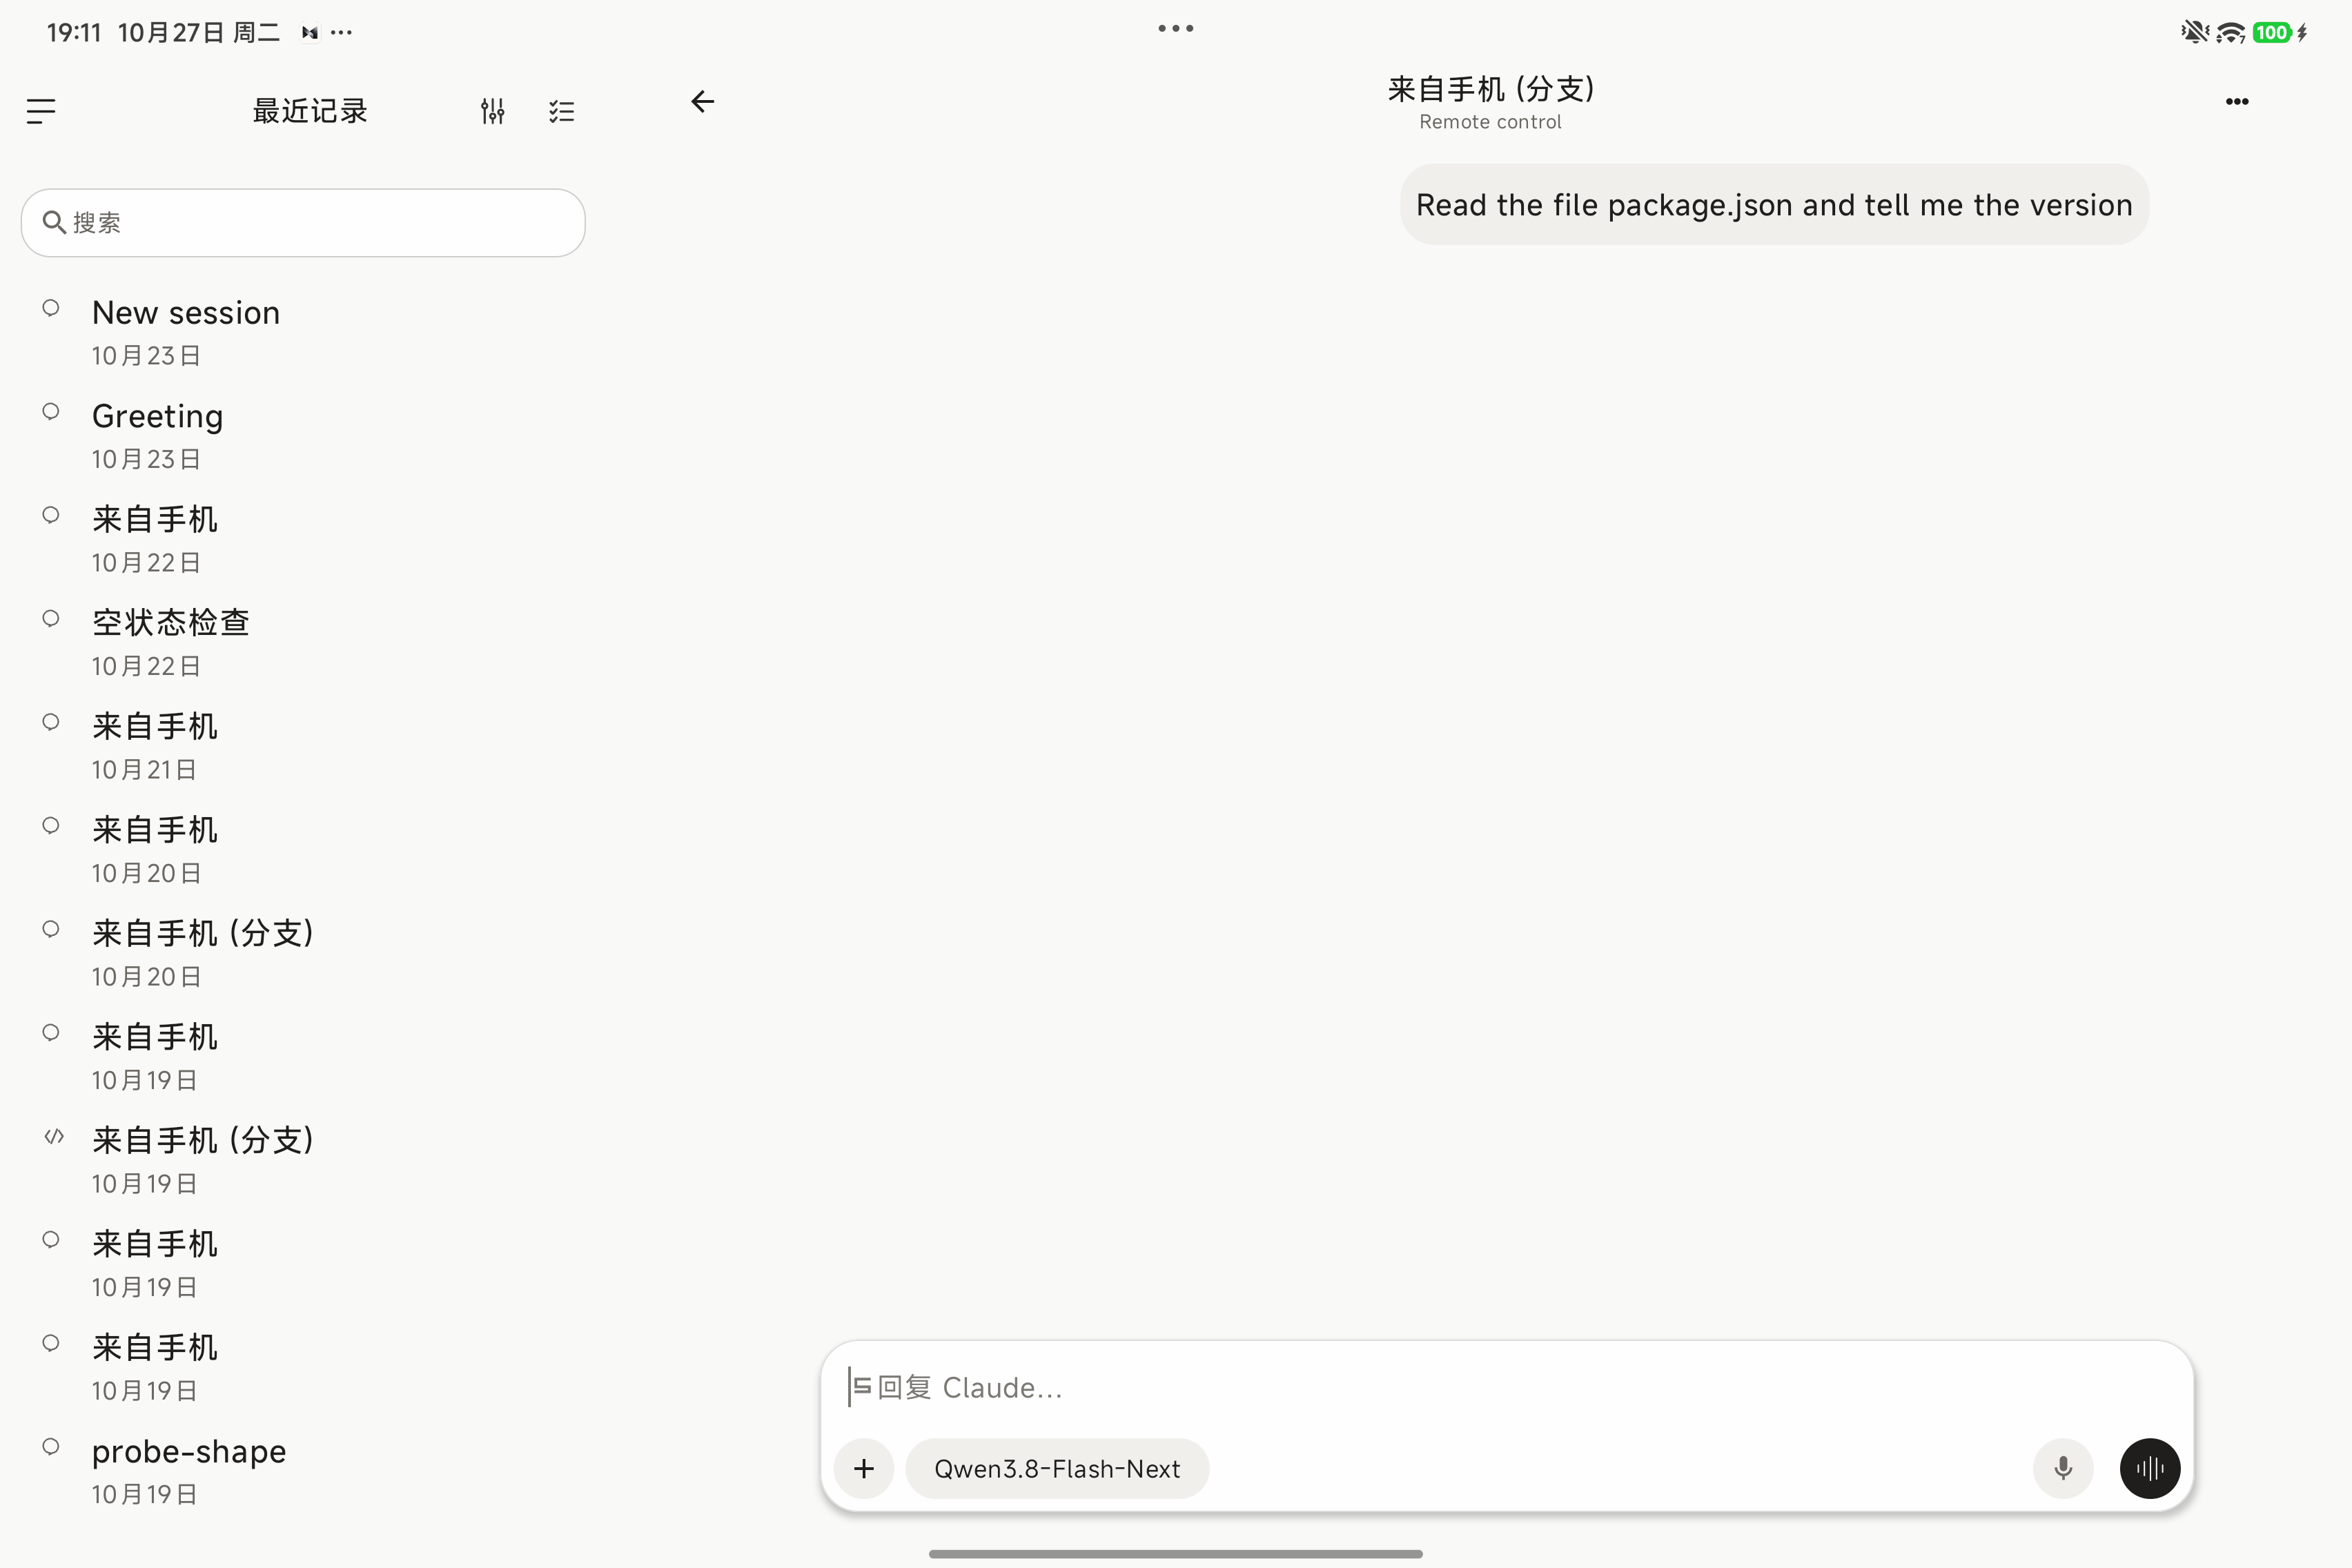 19:11 10月27日 周二
100
最近记录
搜索
New session
10月23日
Greeting
10月23日
来自手机
10月22日
空状态检查
10月22日
来自手机
10月21日
来自手机
10月20日
来自手机 (分支)
10月20日
来自手机
10月19日
来自手机 (分支)
10月19日
来自手机
10月19日
来自手机
10月19日
probe-shape
10月19日
来自手机 (分支)
Remote control
Read the file package.json and tell me the version
回复 Claude...
Qwen3.8-Flash-Next